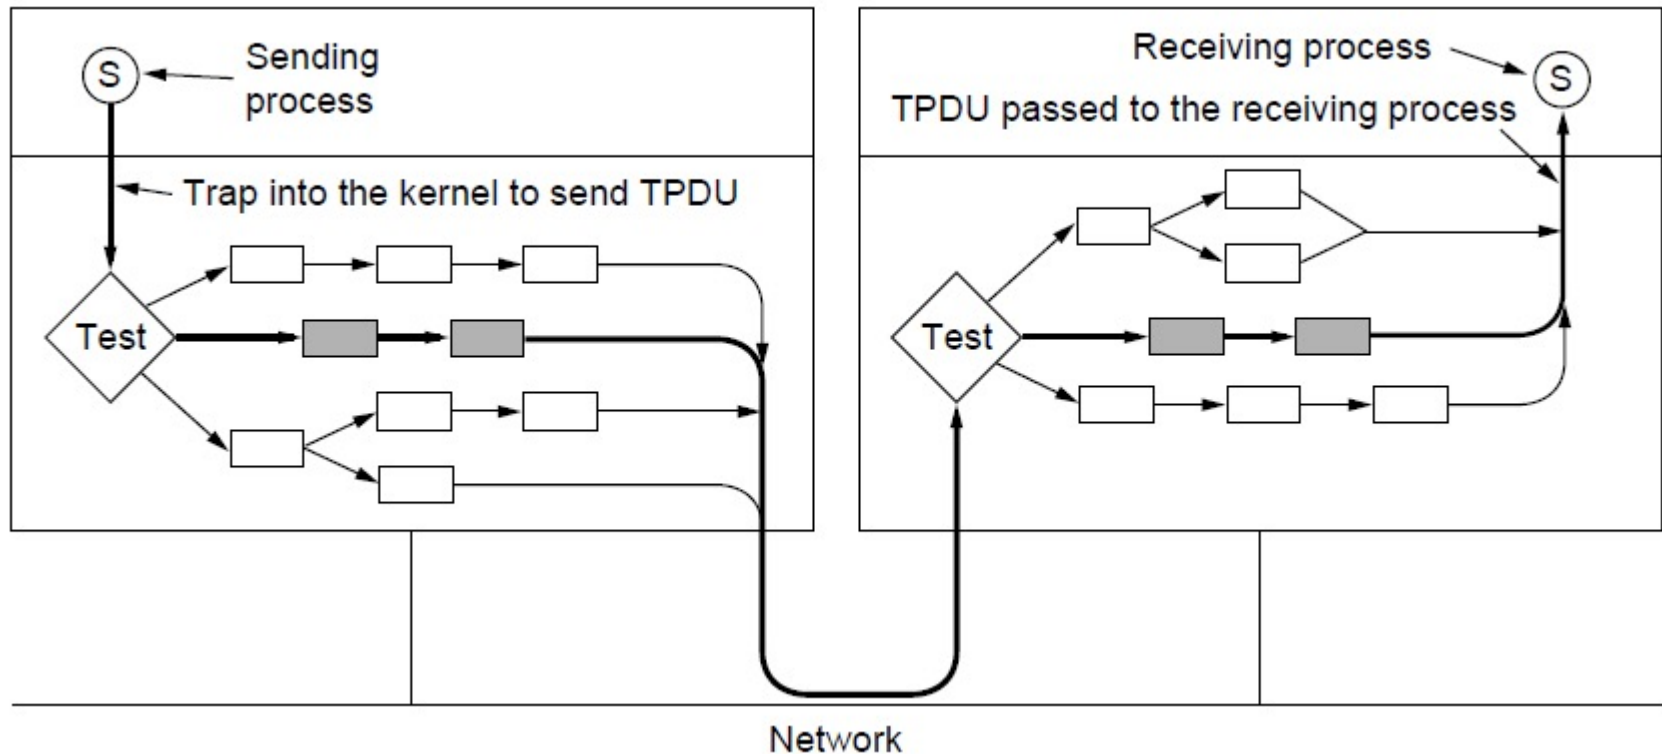 S
Sending
process
Trap into the kernel to send TPDU
Test
Receiving process
S
TPDU passed to the receiving process
Test
Network